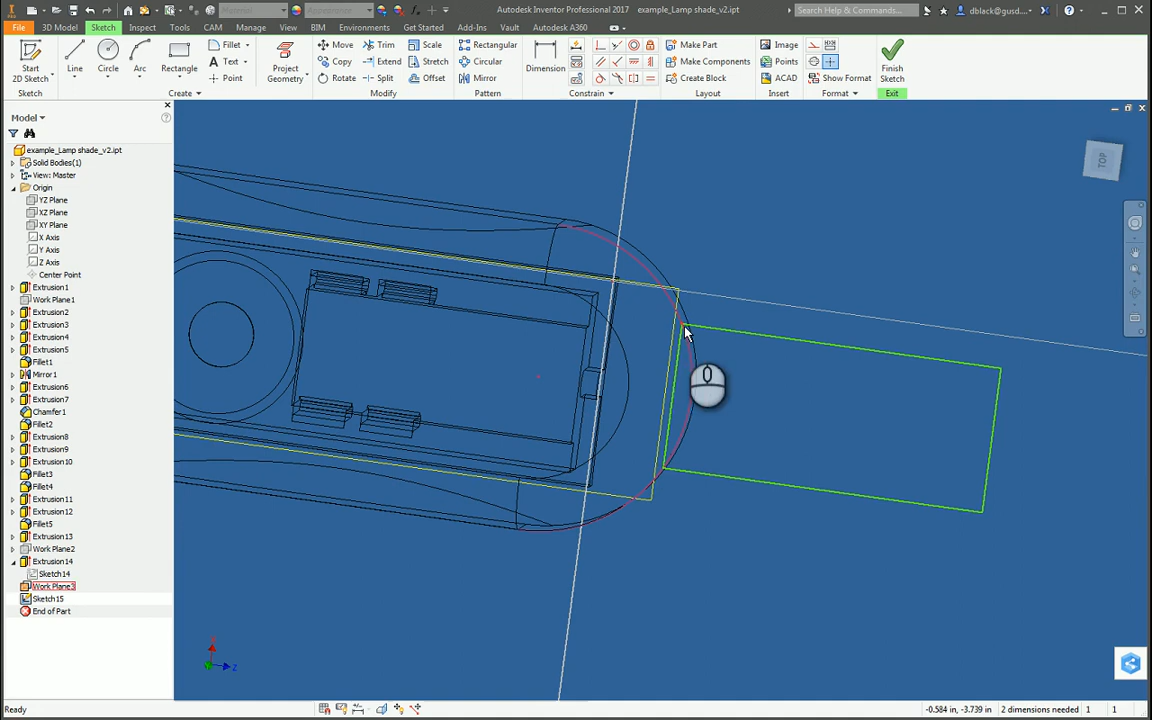 Material
Appearance
Autodesk Inventor Professional 2017 example_Lamp shade_v2.ipt
Search Help & Commands...
dblack@gusd...
File 3D Model Sketch Inspect Tools CAM Manage View Environments BIM Get Started Add-Ins Vault Autodesk A360
Start
2D Sketch
Line
Circle
Arc
Rectangle
Fillet
Text
Point
Project
Geometry
Move
Copy
Rotate
Trim
Extend
Split
Scale
Stretch
Offset
Rectangular
Circular
Mirror
Dimension
Make Part
Make Components
Create Block
Image
Points
ACAD
Show Format
Finish
Sketch
Sketch Create Modify Pattern Constrain Layout Insert Format Exit
Model
example_Lamp shade_v2.ipt
Solid Bodies(1)
View: Master
Origin
YZ Plane
XZ Plane
XY Plane
X Axis
Y Axis
Z Axis
Center Point
Extrusion1
Work Plane1
Extrusion2
Extrusion3
Extrusion4
Extrusion5
Fillet1
Mirror1
Extrusion6
Extrusion7
Chamfer1
Fillet2
Extrusion8
Extrusion9
Extrusion10
Fillet3
Fillet4
Extrusion11
Extrusion12
Fillet5
Extrusion13
Work Plane2
Extrusion14
Sketch14
Work Plane3
Sketch15
End of Part
TOP
Z
Ready
-0.584 in, -3.739 in 2 dimensions needed 1 1